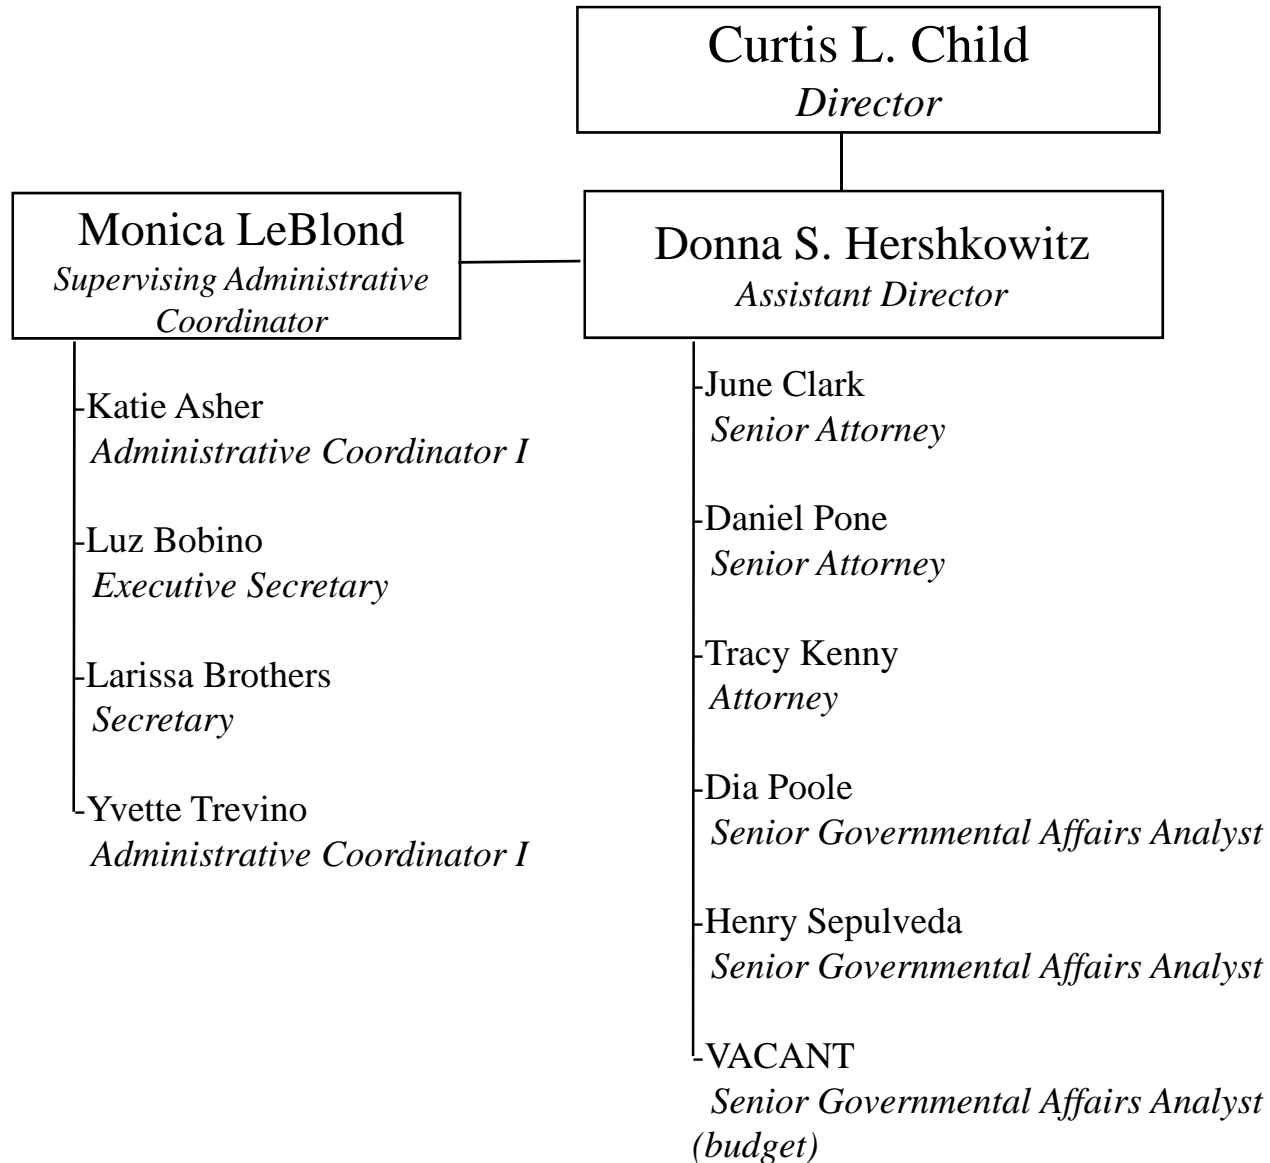 Curtis L. Child
Director
Monica LeBlond
Supervising Administrative
Coordinator
Donna S. Hershkowitz
Assistant Director
-Katie Asher
Administrative Coordinator I
-Luz Bobino
Executive Secretary
-Larissa Brothers
Secretary
-Yvette Trevino
Administrative Coordinator I
-June Clark
Senior Attorney
-Daniel Pone
Senior Attorney
-Tracy Kenny
Attorney
-Dia Poole
Senior Governmental Affairs Analyst
-Henry Sepulveda
Senior Governmental Affairs Analyst
-VACANT
Senior Governmental Affairs Analyst
(budget)